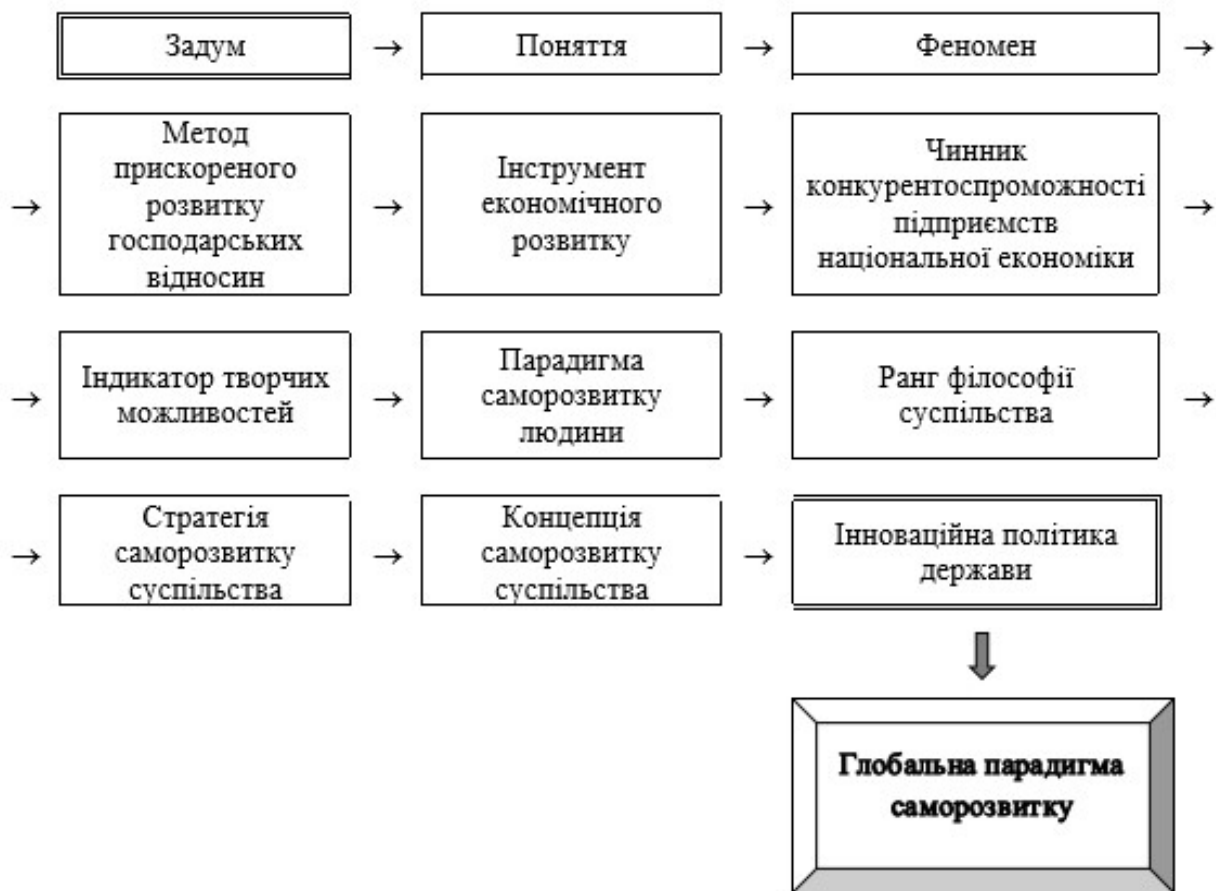 Задум → Поняття → Феномен →
→ Метод прискореного розвитку господарських відносин → Інструмент економічного розвитку → Чинник конкурентоспроможності підприємств національної економіки →
→ Індикатор творчих можливостей → Парадигма саморозвитку людини → Ранг філософії суспільства →
→ Стратегія саморозвитку суспільства → Концепція саморозвитку суспільства → Інноваційна політика держави
Глобальна парадигма
саморозвитку